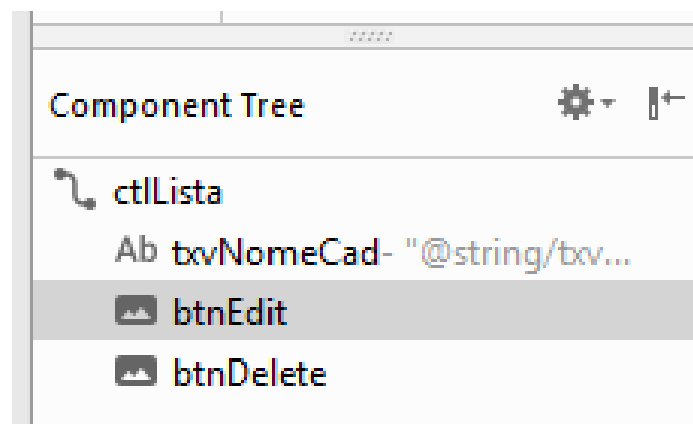 Component Tree
ctlLista
Ab txvNomeCad- "@string/txv...
btnEdit
btnDelete